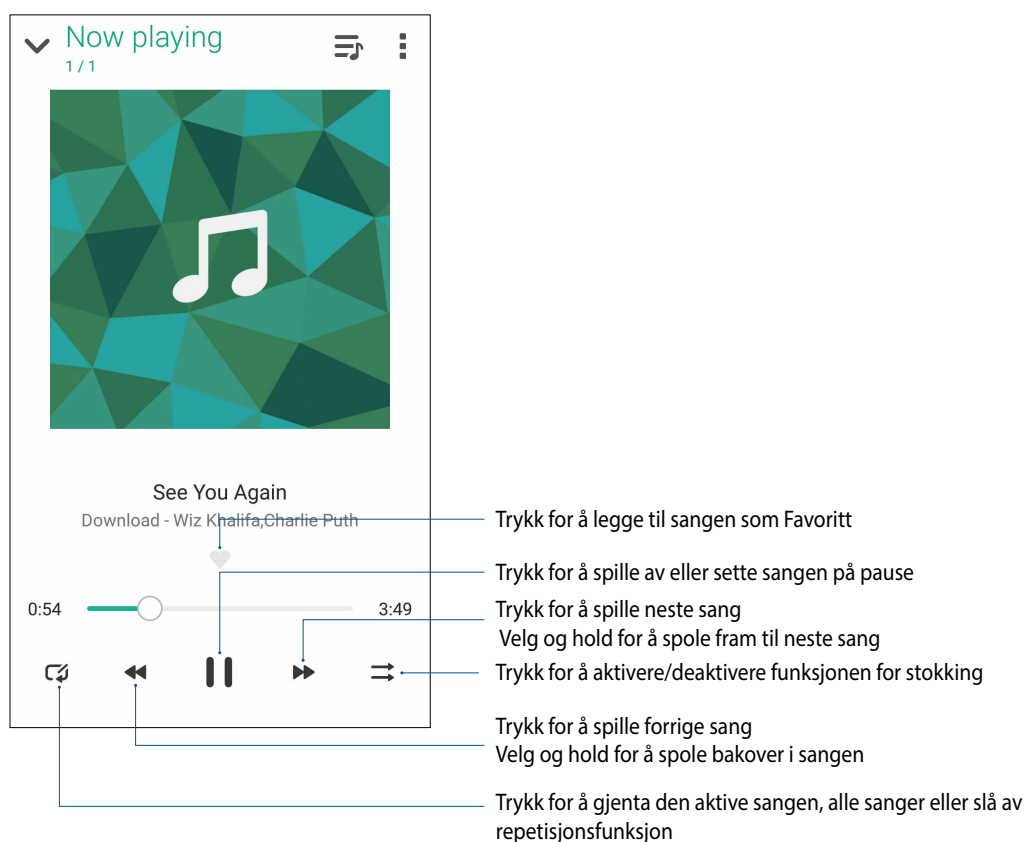 Now playing
1 / 1
See You Again
Download - Wiz Khalifa,Charlie Puth
Trykk for å legge til sangen som Favoritt
Trykk for å spille av eller sette sangen på pause
0:54
3:49
Trykk for å spille neste sang
Velg og hold for å spole fram til neste sang
Trykk for å aktivere/deaktivere funksjonen for stokking
Trykk for å spille forrige sang
Velg og hold for å spole bakover i sangen
Trykk for å gjenta den aktive sangen, alle sanger eller slå av
repetisjonsfunksjon